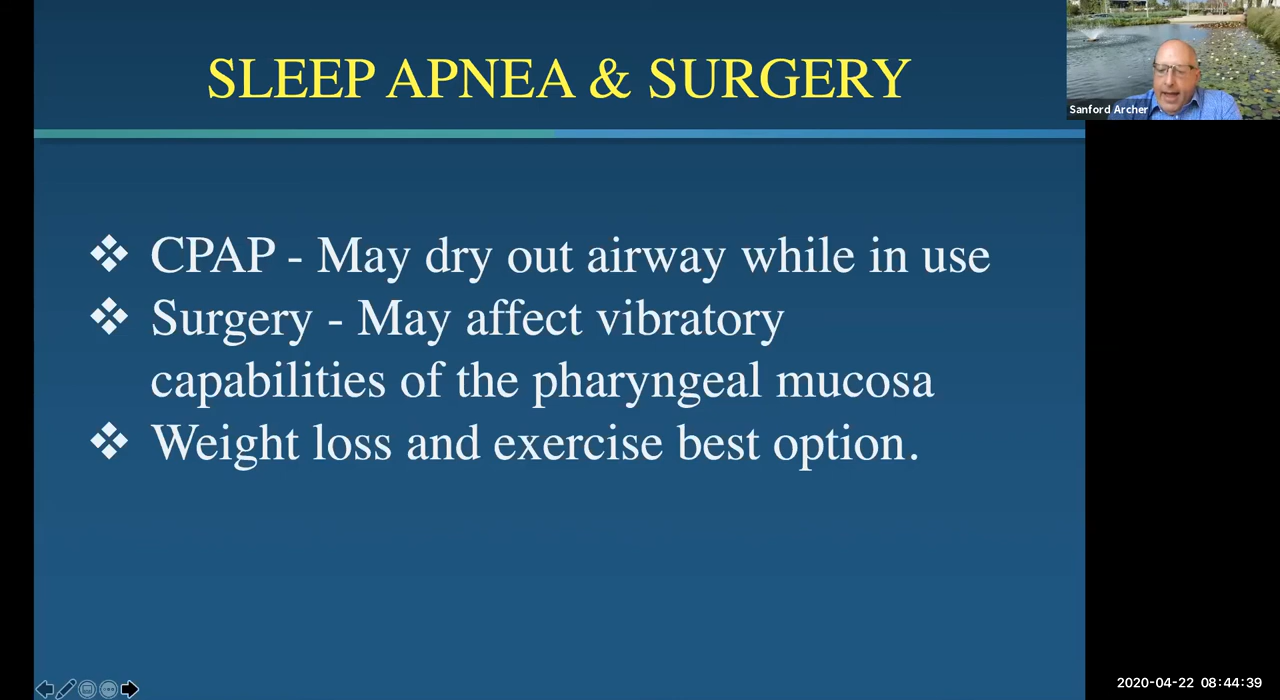 SLEEP APNEA & SURGERY
Sanford Archer
❖ CPAP - May dry out airway while in use
❖ Surgery - May affect vibratory
capabilities of the pharyngeal mucosa
❖ Weight loss and exercise best option.
2020-04-22 08:44:39